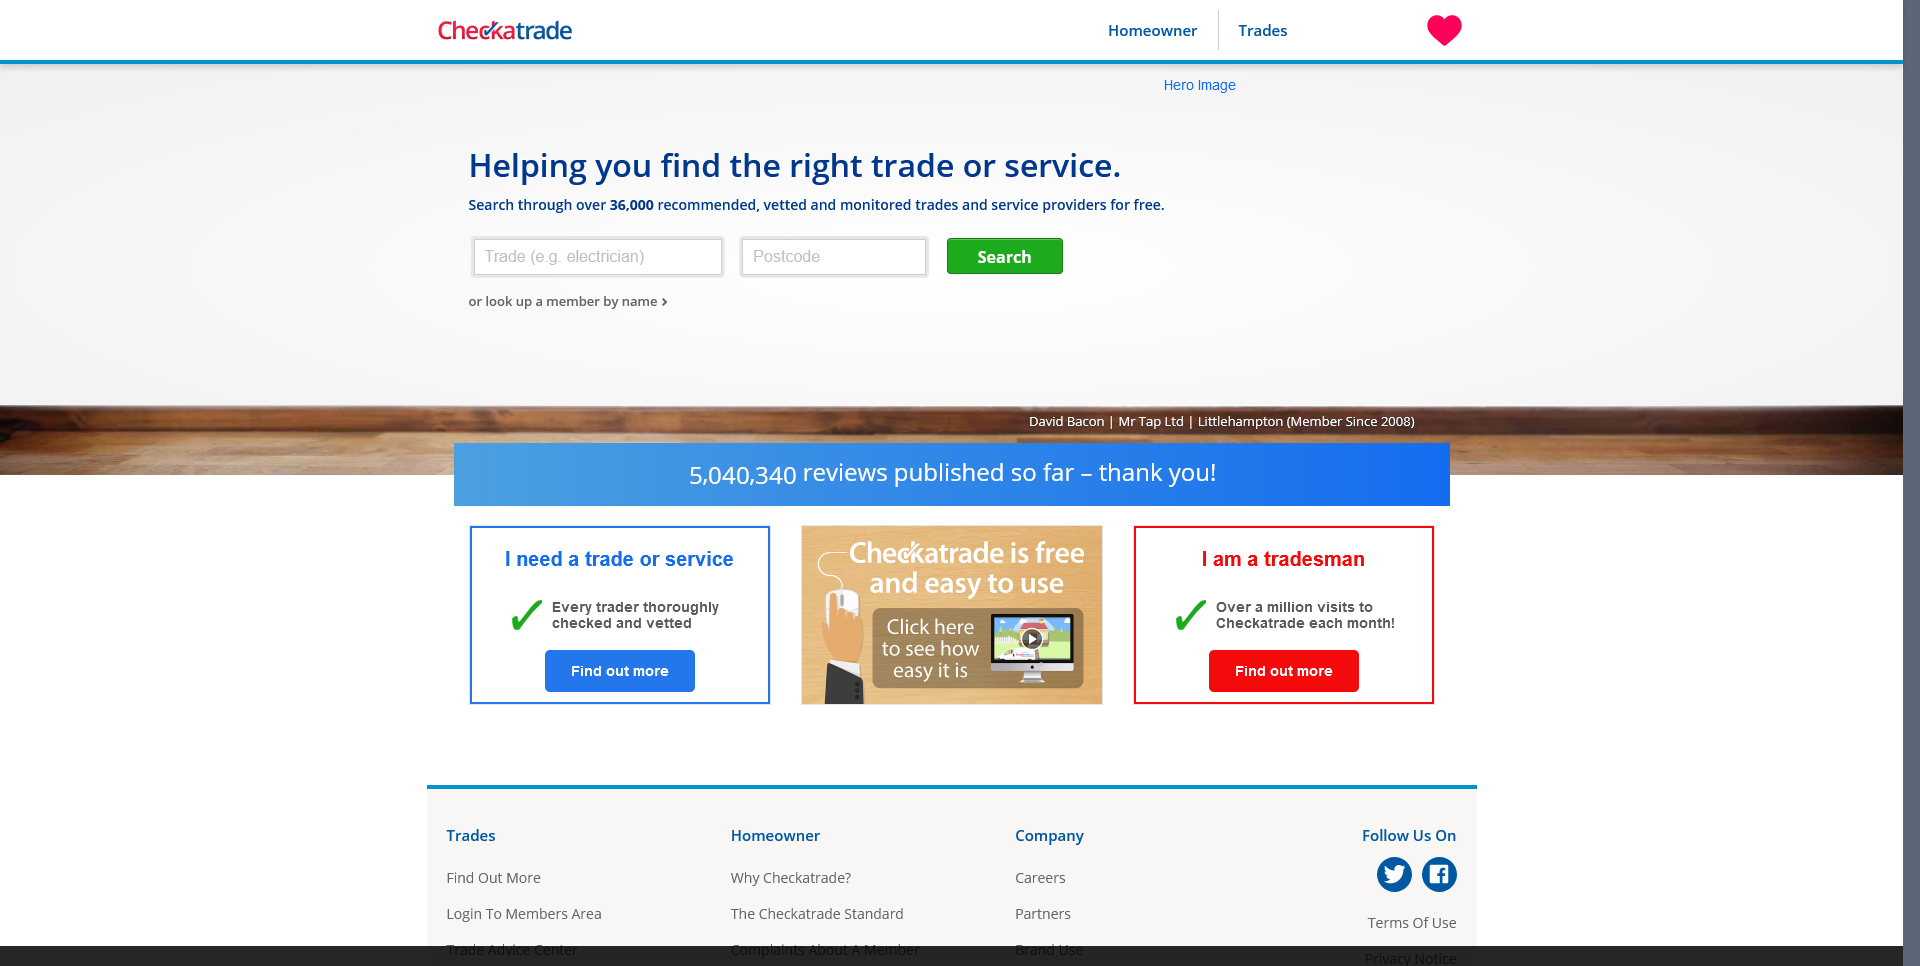 Checkatrade
Homeowner
Trades
Hero Image
Helping you find the right trade or service.
Search through over 36,000 recommended, vetted and monitored trades and service providers for free.
Trade (e.g. electrician)
Postcode
Search
or look up a member by name
David Bacon | Mr Tap Ltd | Littlehampton (Member Since 2008)
5,040,340 reviews published so far – thank you!
I need a trade or service
Every trader thoroughly
checked and vetted
Find out more
Checkatrade is free
and easy to use
Click here
to see how
easy it is
I am a tradesman
Over a million visits to
Checkatrade each month!
Find out more
Trades
Find Out More
Login To Members Area
Trade Advice Center
Homeowner
Why Checkatrade?
The Checkatrade Standard
Complaints About A Member
Company
Careers
Partners
Brand Use
Follow Us On
Terms Of Use
Privacy Notice